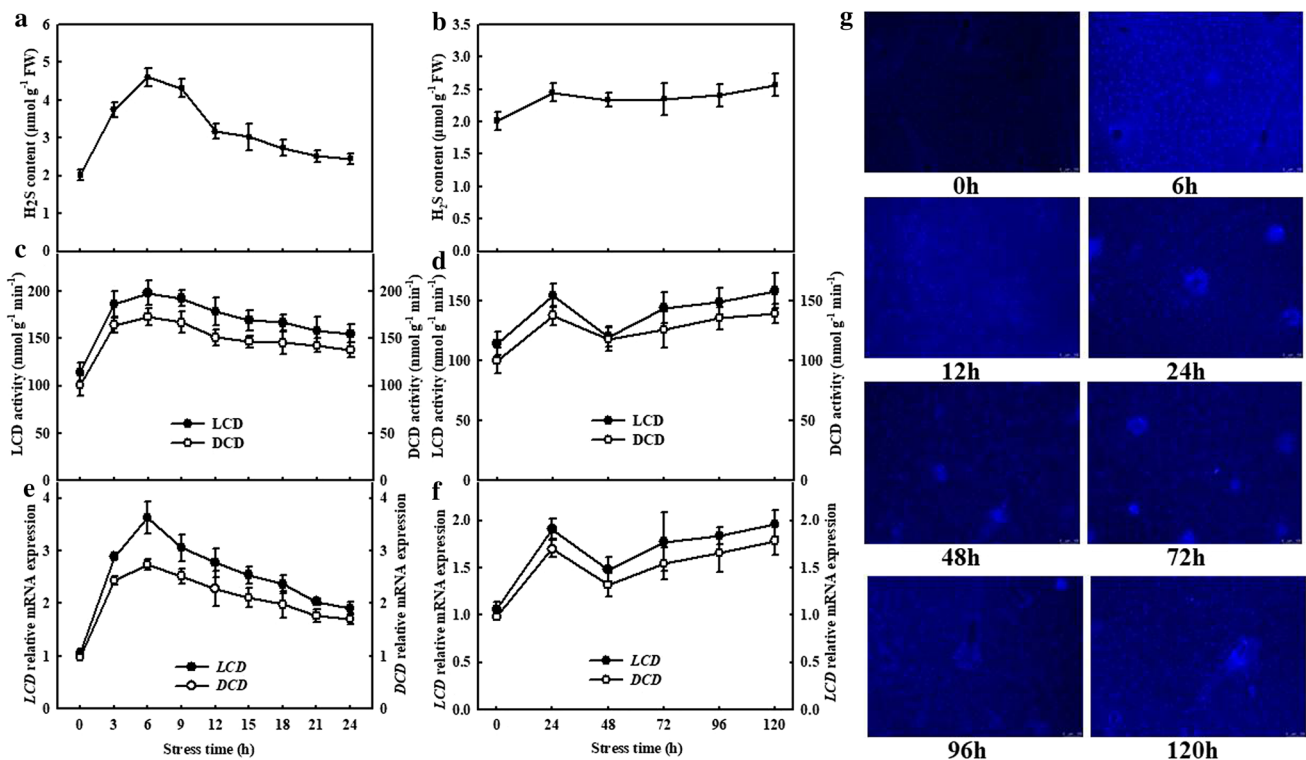 a
6
5
4
3
2
1
0
H2S content (μmol g-1 FW)
b
3.5
3.0
2.5
2.0
1.5
1.0
0.5
0.0
H2S content (μmol g-1 FW)
c
200
150
100
50
0
LCD activity (nmol g-1 min-1)
LCD
DCD
200
150
100
50
0
DCD activity (nmol g-1 min-1)
d
150
100
50
0
LCD activity (nmol g-1 min-1)
LCD
DCD
150
100
50
0
DCD activity (nmol g-1 min-1)
e
4
3
2
1
0
LCD relative mRNA expression
LCD
DCD
4
3
2
1
0
DCD relative mRNA expression
0 3 6 9 12 15 18 21 24
Stress time (h)
f
2.0
1.5
1.0
0.5
0.0
LCD relative mRNA expression
LCD
DCD
2.0
1.5
1.0
0.5
0.0
LCD relative mRNA expression
0 24 48 72 96 120
Stress time (h)
g
0h 6h
12h 24h
48h 72h
96h 120h